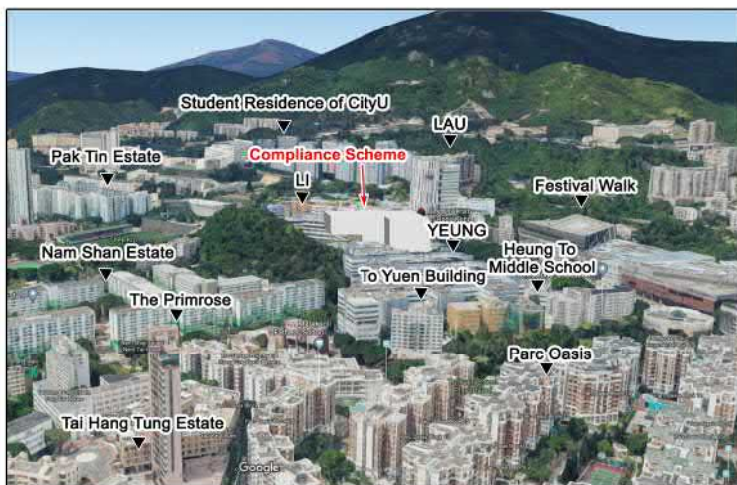 Student Residence of CityU
LAU
Pak Tin Estate
Compliance Scheme
LI
Festival Walk
YEUNG
Nam Shan Estate
Heung To
Middle School
To Yuen Building
The Primrose
Parc Oasis
Tai Hang Tung Estate
Google